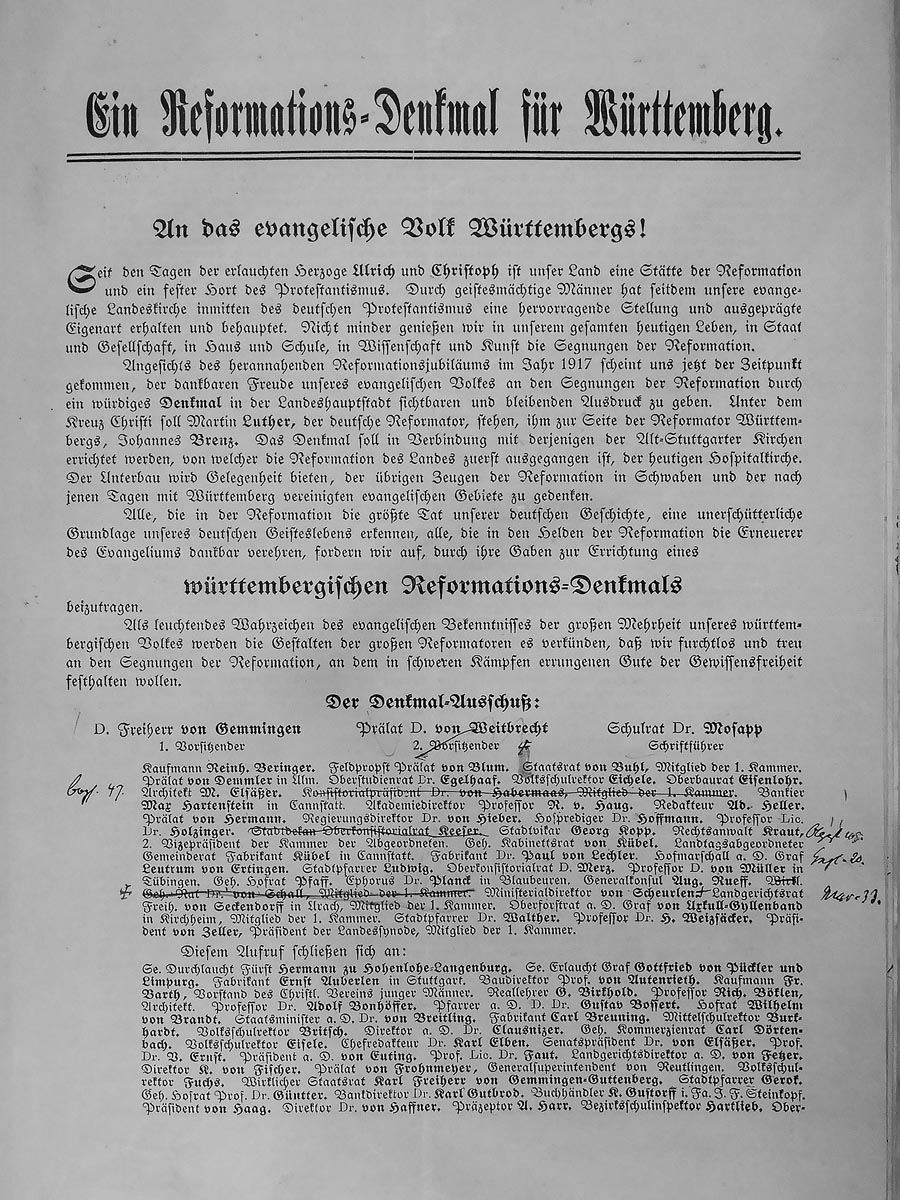 Ein Reformations-Denkmal für Württemberg.
An das evangelische Volk Württembergs!
Seit den Tagen der erlauchten Herzoge Ulrich und Christoph ist unser Land eine Stätte der Reformation
und ein fester Hort des Protestantismus. Durch geistesmächtige Männer hat seitdem unsere evange-
lische Landeskirche inmitten des deutschen Protestantismus eine hervorragende Stellung und ausgeprägte
Eigenart erhalten und behauptet. Nicht minder genießen wir in unserem gesamten heutigen Leben, in Staat
und Gesellschaft, in Haus und Schule, in Wissenschaft und Kunst die Segnungen der Reformation.
Angesichts des herannahenden Reformationsjubiläums im Jahr 1917 scheint uns jetzt der Zeitpunkt
gekommen, der dankbaren Freude unseres evangelischen Volkes an den Segnungen der Reformation durch
ein würdiges Denkmal in der Landeshauptstadt sichtbaren und bleibenden Ausdruck zu geben. Unter dem
Kreuz Christi soll Martin Luther, der deutsche Reformator, stehen, ihm zur Seite der Reformator Württem-
bergs, Johannes Brenz. Das Denkmal soll in Verbindung mit derjenigen der Alt-Stuttgarter Kirchen
errichtet werden, von welcher die Reformation des Landes zuerst ausgegangen ist, der heutigen Hospitalkirche.
Der Unterbau wird Gelegenheit bieten, der übrigen Zeugen der Reformation in Schwaben und der nach
jenen Tagen mit Württemberg vereinigten evangelischen Gebiete zu gedenken.
Alle, die in der Reformation die größte Tat unserer deutschen Geschichte, eine unerschütterliche
Grundlage unseres deutschen Geisteslebens erkennen, alle, die in den Helden der Reformation die Erneuerer
des Evangeliums dankbar verehren, fordern wir auf, durch ihre Gaben zur Errichtung eines
württembergischen Reformations-Denkmals
beizutragen.
Als leuchtendes Wahrzeichen des evangelischen Bekenntnisses der großen Mehrheit unseres württem-
bergischen Volkes werden die Gestalten der großen Reformatoren es verkünden, daß wir furchtlos und treu
an den Segnungen der Reformation, an dem in schweren Kämpfen errungenen Gute der Gewissensfreiheit
festhalten wollen.
Der Denkmal-Ausschuß:
D. Freiherr von Gemmingen Prälat D. von Weitbrecht Schulrat Dr. Mosapp
1. Vorsitzender 2. Vorsitzender Schriftführer
Kaufmann Reinh. Beringer. Feldpropst Prälat von Blum. Staatsrat von Buhl, Mitglied der 1. Kammer.
Prälat von Demmler in Ulm. Oberstudienrat Dr. Egelhaaf. Volksschulrektor Eichele. Oberbaurat Eisenlohr.
Architekt M. Elsäßer. Konsistorialpräsident Dr. von Habermaas, Mitglied der 1. Kammer. Bankier
Max Hartenstein in Cannstatt. Akademiedirektor Professor R. v. Haug. Redakteur Ad. Heller.
Prälat von Hermann. Regierungsdirektor Dr. von Hieber. Hosprediger Dr. Hoffmann. Professor Lic.
Dr. Holzinger. Stadtdekan Oberkonsistorialrat Keeser. Stadtvikar Georg Kopp. Rechtsanwalt Kraut,
2. Vizepräsident der Kammer der Abgeordneten. Geh. Kabinettsrat von Kübel. Landtagsabgeordneter
Gemeinderat Fabrikant Kübel in Cannstatt. Fabrikant Dr. Paul von Lechler. Hofmarschall a. D. Graf
Leutrum von Ertingen. Stadtpfarrer Ludwig. Oberkonsistorialrat D. Merz. Professor D. von Müller in
Tübingen. Geh. Hofrat Pfaff. Ephorus Dr. Planck in Blaubeuren. Generalkonsul Aug. Rueff. Wirkl.
Geh. Rat Dr. von Schall, Mitglied der 1. Kammer. Ministerialdirektor von Scheurlen. Landgerichtsrat
Freih. von Seckendorff in Urach, Mitglied der 1. Kammer. Oberforstrat a. D. Graf von Uxkull-Gyllenband
in Kirchheim, Mitglied der 1. Kammer. Stadtpfarrer Dr. Walther. Professor Dr. H. Weizsäcker. Präsi-
dent von Zeller, Präsident der Landessynode, Mitglied der 1. Kammer.
Diesem Aufruf schließen sich an:
Se. Durchlaucht Fürst Hermann zu Hohenlohe-Langenburg. Se. Erlaucht Graf Gottfried von Pückler und
Limpurg. Fabrikant Ernst Auberlen in Stuttgart. Baudirektor Prof. von Autenrieth. Kaufmann Fr.
Barth, Vorstand des Christl. Vereins junger Männer. Reallehrer G. Birkhold. Professor Rich. Böklen,
Architekt. Professor Dr. Adolf Bonhöffer. Pfarrer a. D. D. Dr. Gustav Bossert. Hofrat Wilhelm
von Brandt. Staatsminister a. D. Dr. von Breitling. Fabrikant Carl Breuning. Mittelschulrektor Burk-
hardt. Volksschulrektor Britsch. Direktor a. D. Dr. Clausnizer. Geh. Kommerzienrat Carl Dörten-
bach. Volksschulrektor Eisele. Chefredakteur Dr. Karl Elben. Senatspräsident Dr. von Elsäßer. Prof.
Dr. V. Ernst. Präsident a. D. von Euting. Prof. Lic. Dr. Faut. Landgerichtsdirektor a. D. von Fetzer.
Direktor K. von Fischer. Prälat von Frohnmeyer, Generalsuperintendent von Reutlingen. Volksschul-
rektor Fuchs. Wirklicher Staatsrat Karl Freiherr von Gemmingen-Guttenberg. Stadtpfarrer Gerok.
Geh. Hofrat Prof. Dr. Güntter. Bankdirektor Dr. Karl Gutbrod. Buchhändler K. Gustorff i. Fa. J. F. Steinkopf.
Präsident von Haag. Direktor Dr. von Haffner. Präzeptor A. Harr. Bezirksschulinspektor Hartlieb. Ober-